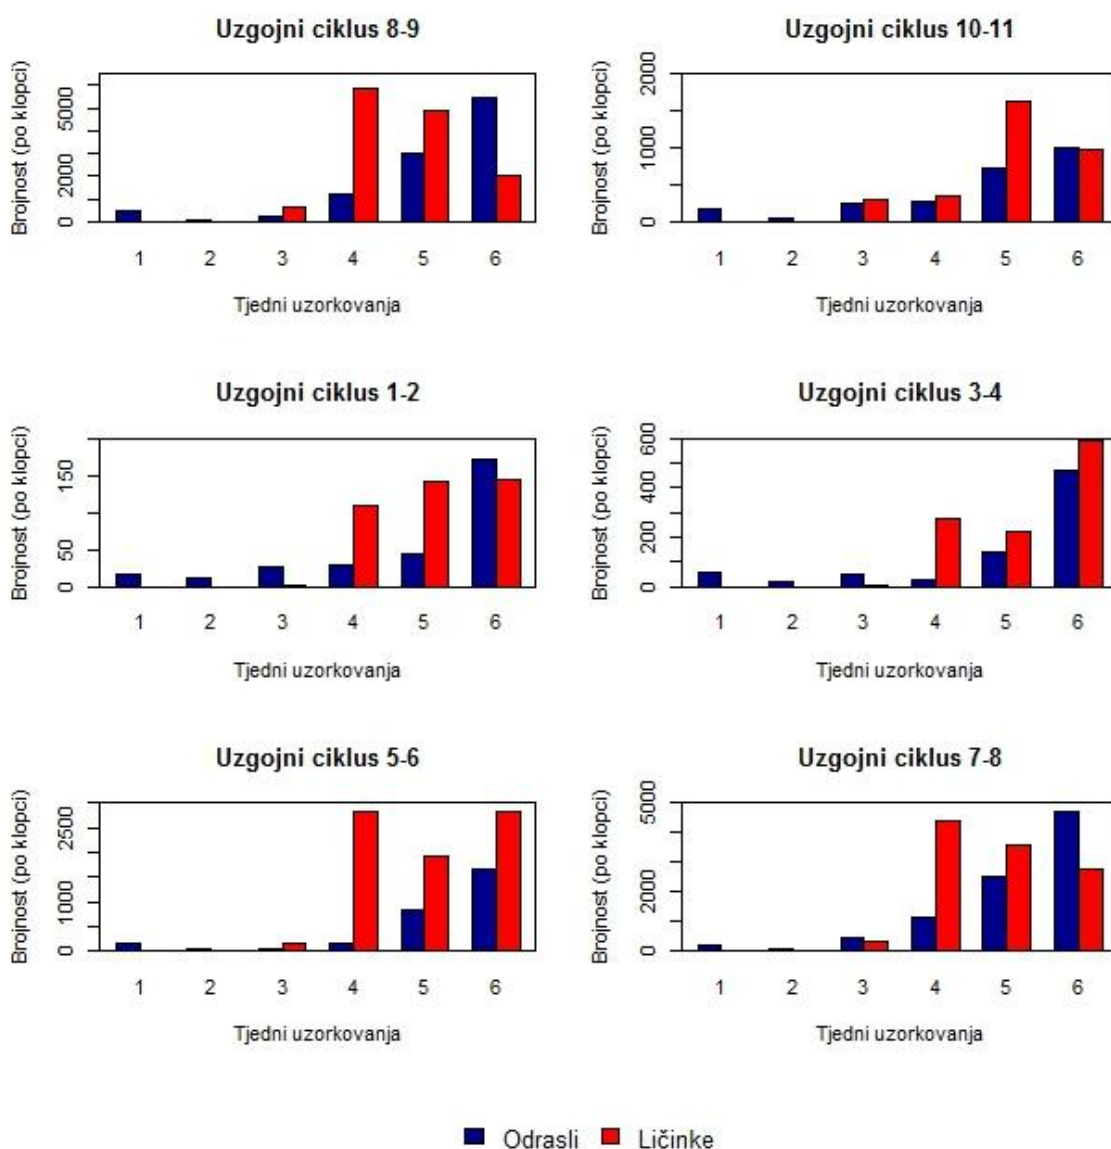 Uzgojni ciklus 8-9
Brojnost (po klopci)
0 2000 5000
1 2 3 4 5 6
Tjedni uzorkovanja
Uzgojni ciklus 10-11
Brojnost (po klopci)
0 1000 2000
1 2 3 4 5 6
Tjedni uzorkovanja
Uzgojni ciklus 1-2
Brojnost (po klopci)
0 50 150
1 2 3 4 5 6
Tjedni uzorkovanja
Uzgojni ciklus 3-4
Brojnost (po klopci)
0 200 400 600
1 2 3 4 5 6
Tjedni uzorkovanja
Uzgojni ciklus 5-6
Brojnost (po klopci)
0 1000 2500
1 2 3 4 5 6
Tjedni uzorkovanja
Uzgojni ciklus 7-8
Brojnost (po klopci)
0 2000 5000
1 2 3 4 5 6
Tjedni uzorkovanja
Odrasli Ličinke